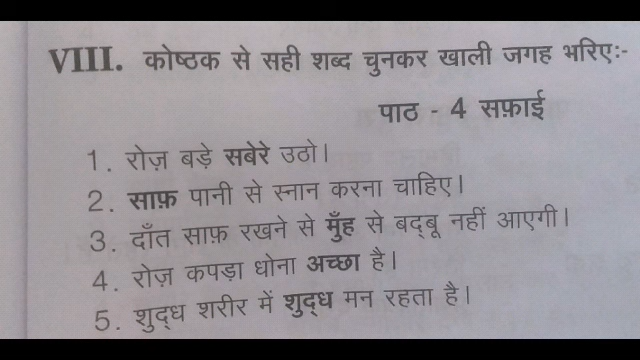 VIII. कोष्ठक से सही शब्द चुनकर खाली जगह भरिए:-
पाठ - 4 सफ़ाई
1. रोज़ बड़े सबेरे उठो।
2. साफ़ पानी से स्नान करना चाहिए।
3. दाँत साफ़ रखने से मुँह से बद्‌बू नहीं आएगी।
4. रोज़ कपड़ा धोना अच्छा है।
5. शुद्‌ध शरीर में शुद्‌ध मन रहता है।